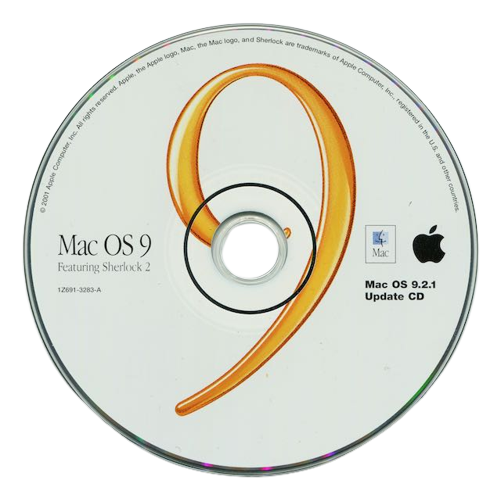 © 2001 Apple Computer, Inc. All rights reserved. Apple, the Apple logo, Mac, the Mac logo, and Sherlock are trademarks of Apple Computer, Inc., registered in the U.S. and other countries.
9
Mac OS 9
Featuring Sherlock 2
1Z691-3283-A
Mac
Mac OS 9.2.1
Update CD